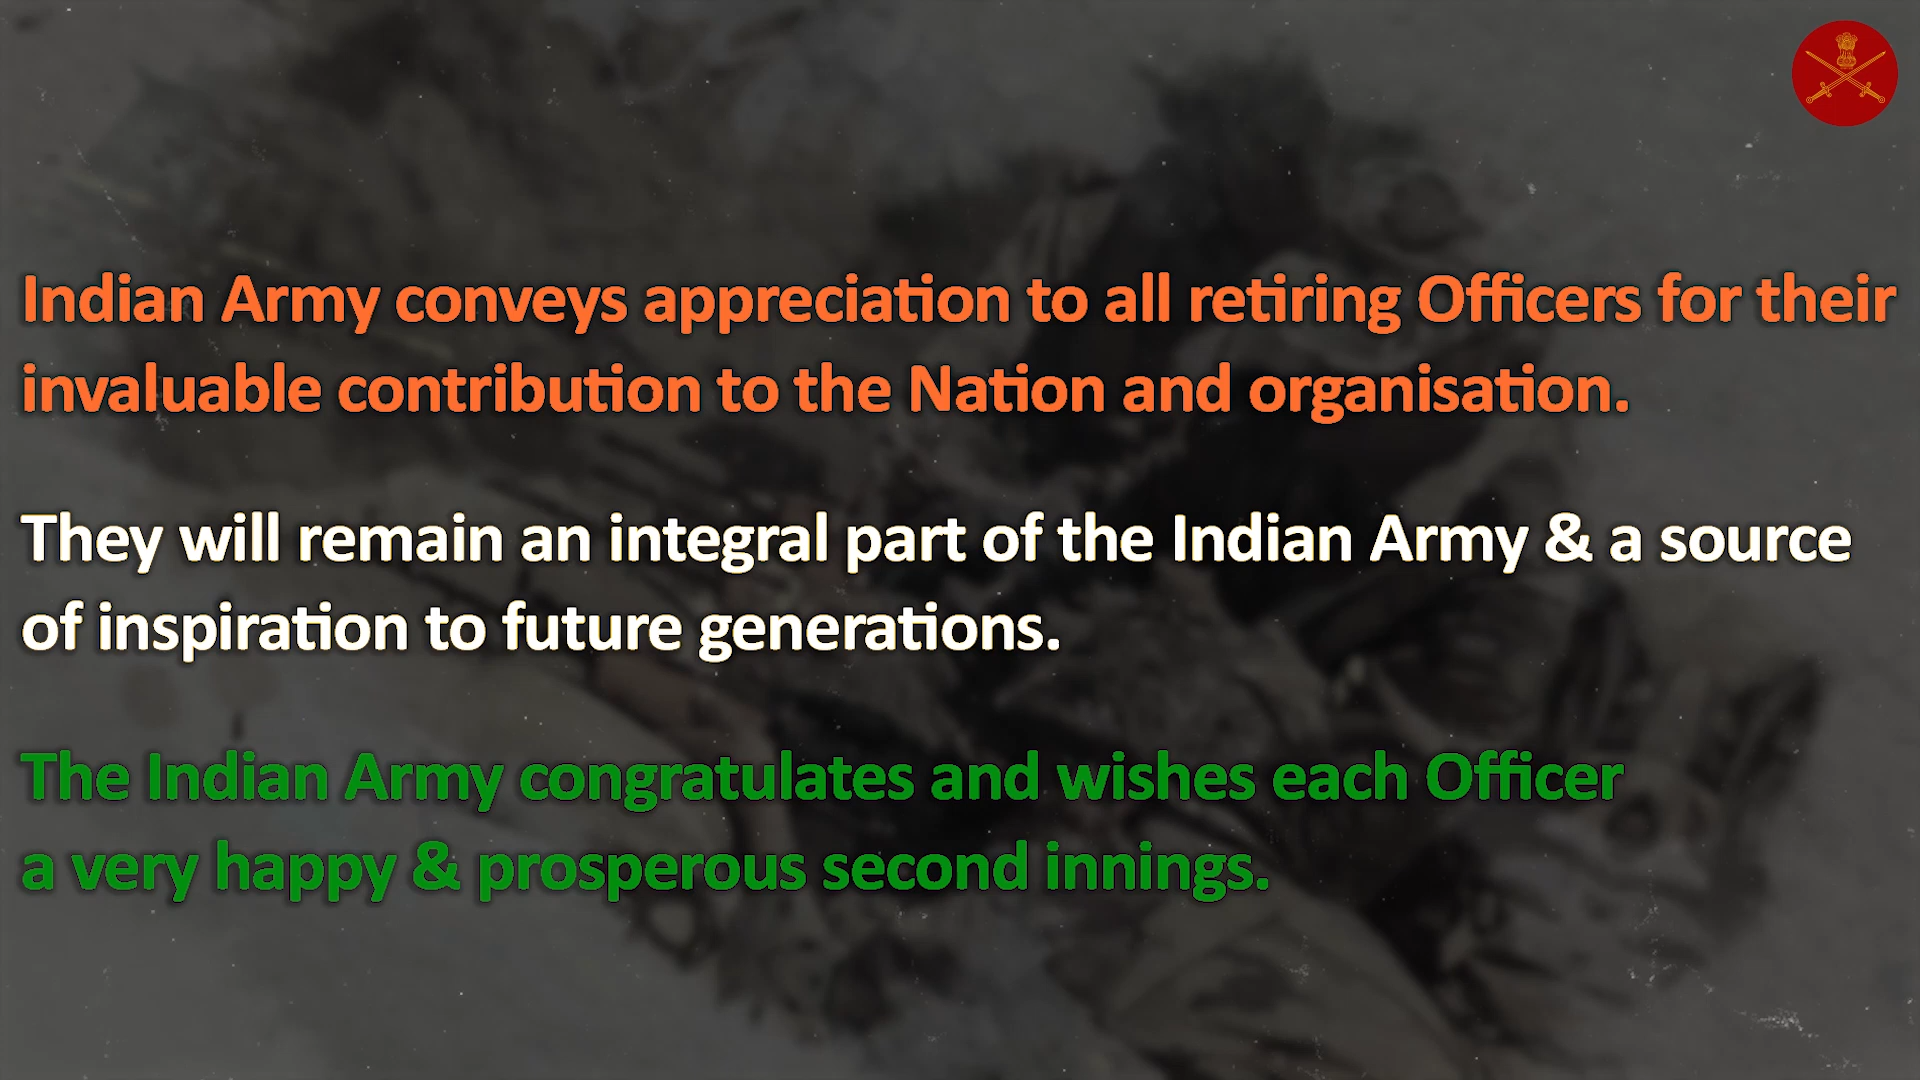 Indian Army conveys appreciation to all retiring Officers for their
invaluable contribution to the Nation and organisation.
They will remain an integral part of the Indian Army & a source
of inspiration to future generations.
The Indian Army congratulates and wishes each Officer
a very happy & prosperous second innings.